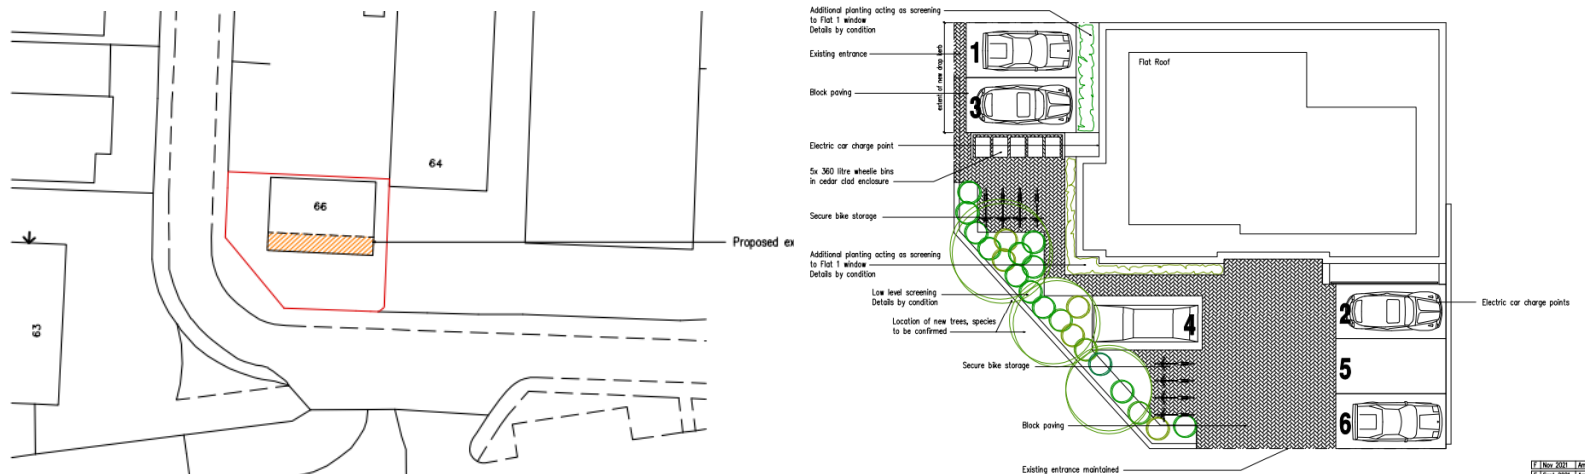 64
66
Proposed ex
63
Additional planting acting as screening
to Flat 1 window
Details by condition
Existing entrance
Block paving
Electric car charge point
5x 360 litre wheelie bins
in cedar clad enclosure
Secure bike storage
Additional planting acting as screening
to Flat 1 window
Details by condition
Low level screening
Details by condition
Location of new trees, species
to be confirmed
Secure bike storage
Block paving
Existing entrance maintained
extent of new drop kerb
1
3
Flat Roof
4
2
5
6
Electric car charge points
F Nov 2021